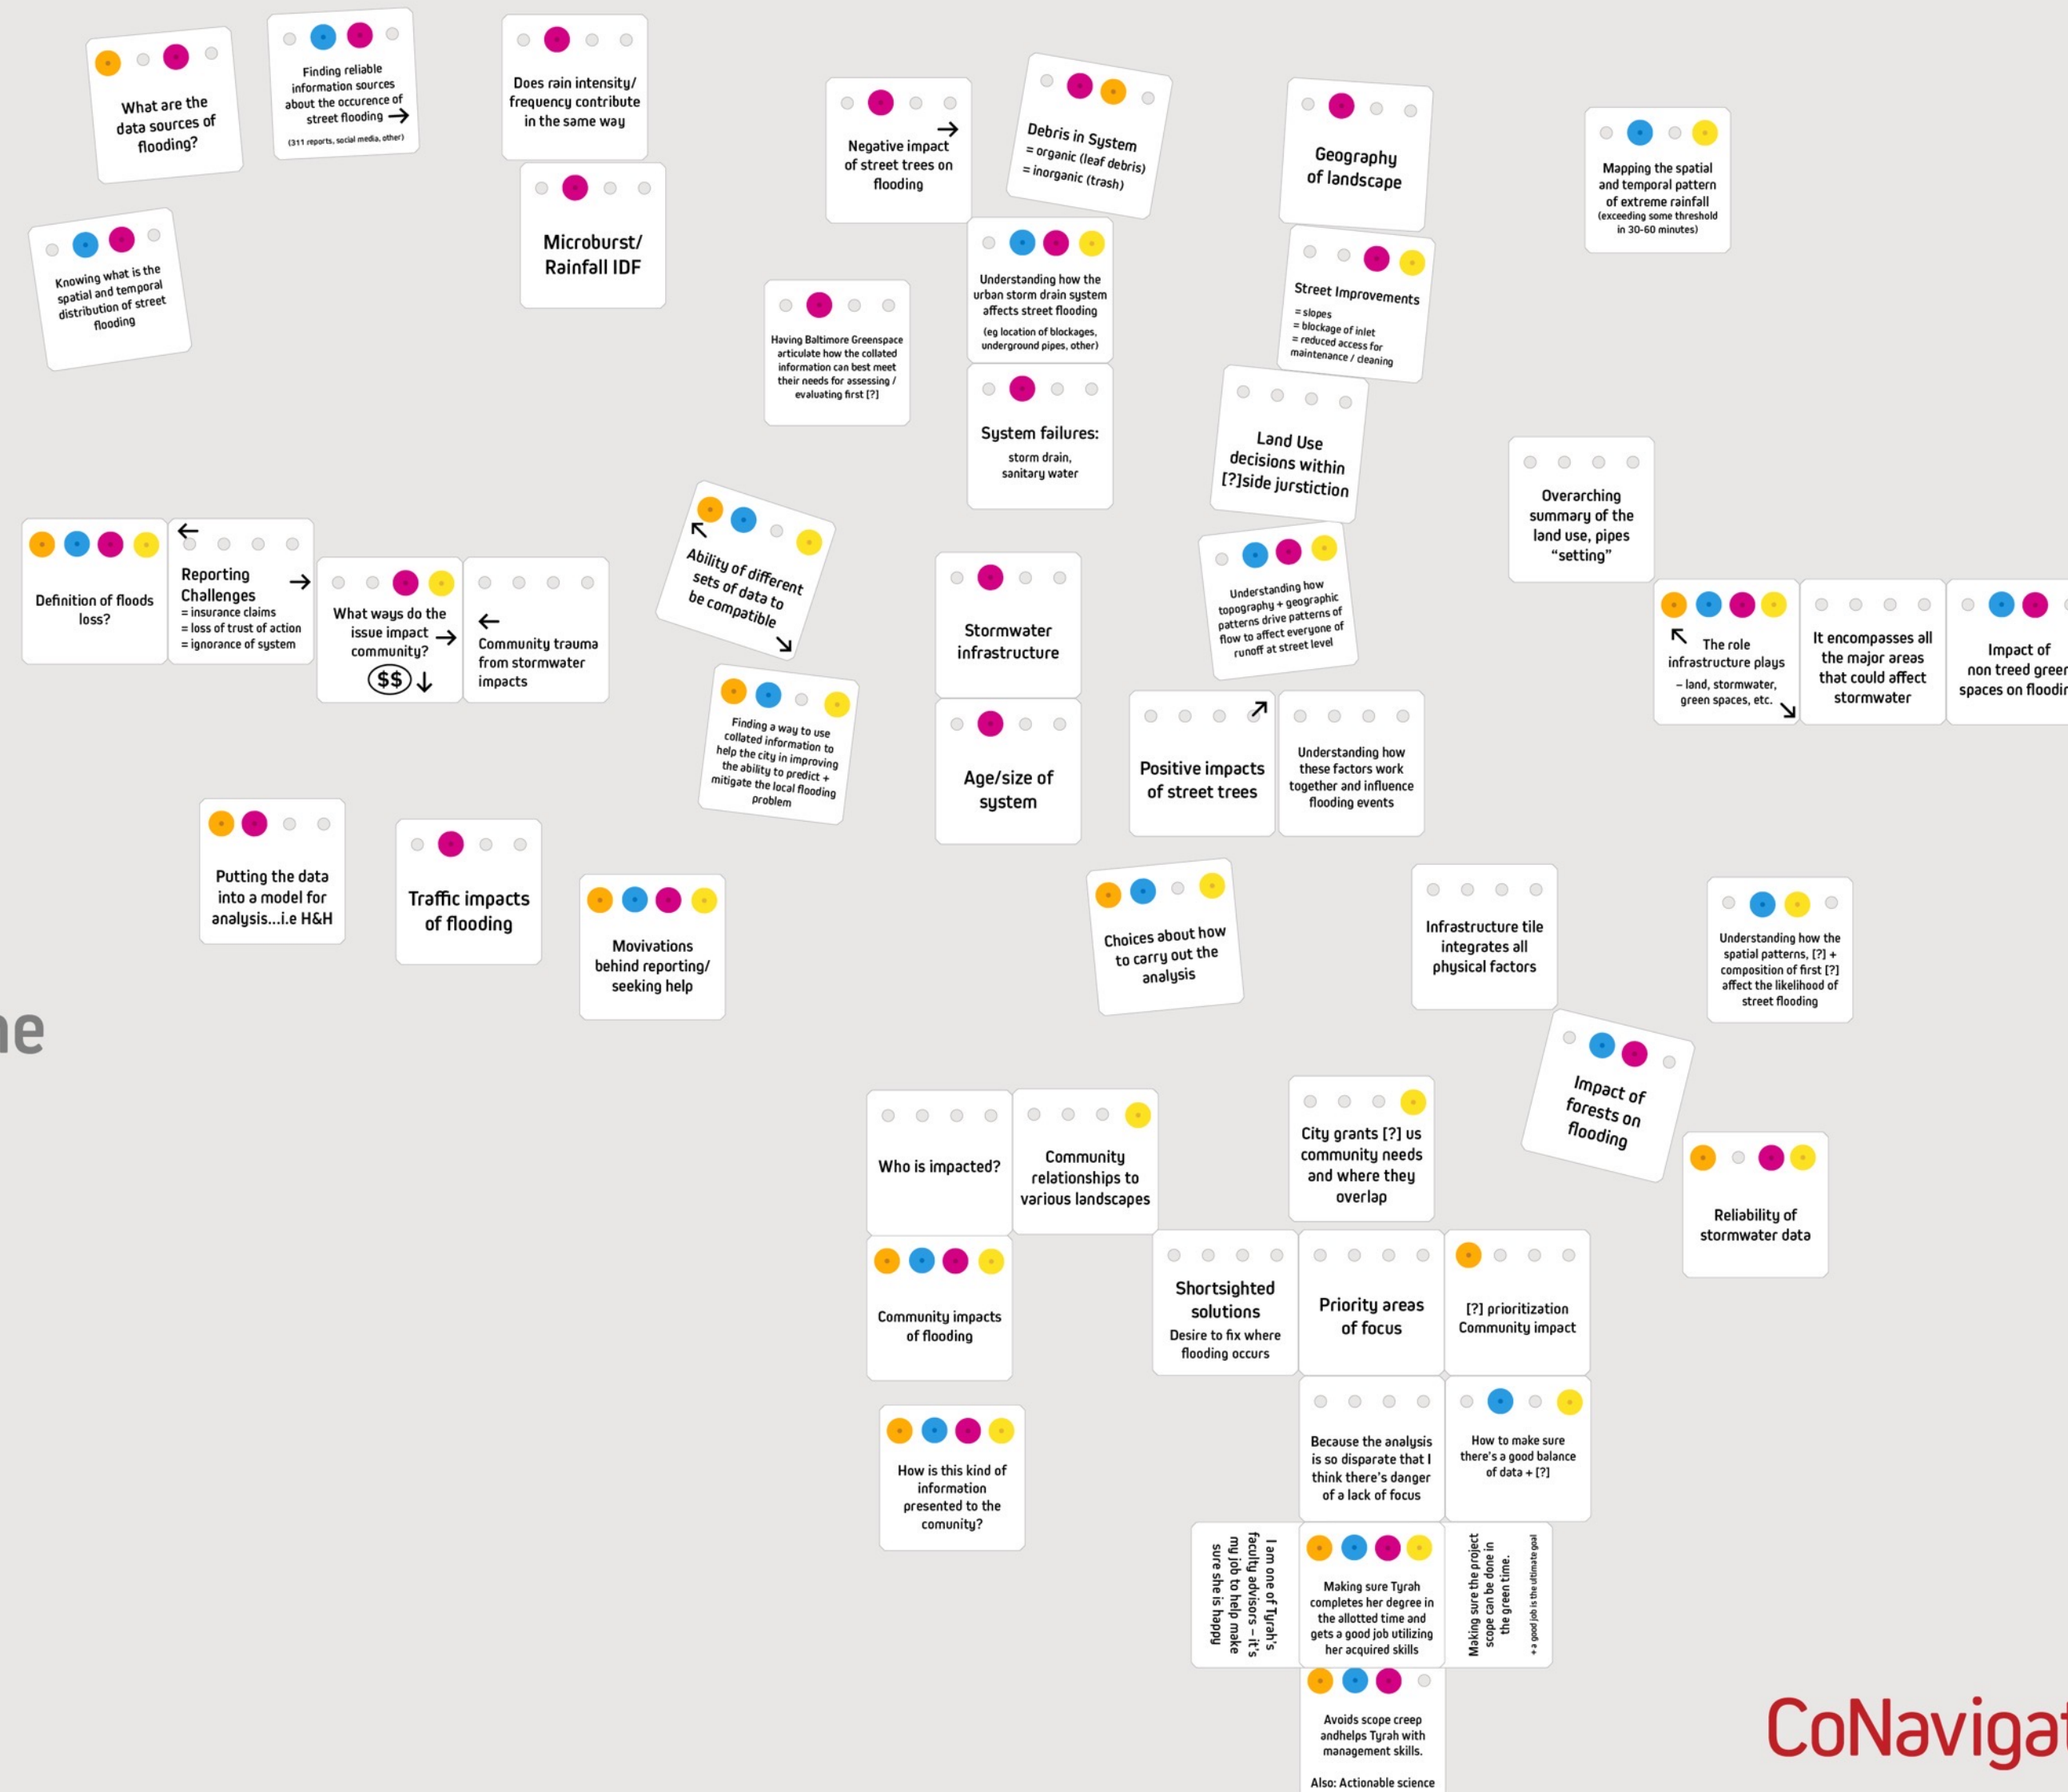 What are the
data sources of
flooding?
Finding reliable
information sources
about the occurence of
street flooding →
(311 reports, social media, other)
Does rain intensity/
frequency contribute
in the same way
Microburst/
Rainfall IDF
Knowing what is the
spatial and temporal
distribution of street
flooding
→
Negative impact
of street trees on
flooding
Debris in System
= organic (leaf debris)
= inorganic (trash)
Geography
of landscape
Mapping the spatial
and temporal pattern
of extreme rainfall
(exceeding some threshold
in 30-60 minutes)
Understanding how the
urban storm drain system
affects street flooding
(eg location of blockages,
underground pipes, other)
Street Improvements
= slopes
= blockage of inlet
= reduced access for
maintenance / cleaning
Having Baltimore Greenspace
articulate how the collated
information can best meet
their needs for assessing /
evaluating first [?]
System failures:
storm drain,
sanitary water
Land Use
decisions within
[?]side jurstiction
Overarching
summary of the
land use, pipes
“setting”
Definition of floods
loss?
←
Reporting →
Challenges
= insurance claims
= loss of trust of action
= ignorance of system
What ways do the
issue impact →
community?
$$ ↓
←
Community trauma
from stormwater
impacts
↖
Ability of different
sets of data to
be compatible
↘
Stormwater
infrastructure
Understanding how
topography + geographic
patterns drive patterns of
flow to affect everyone of
runoff at street level
↖ The role
infrastructure plays
– land, stormwater,
green spaces, etc. ↘
It encompasses all
the major areas
that could affect
stormwater
Impact of
non treed green
spaces on floodin
Finding a way to use
collated information to
help the city in improving
the ability to predict +
mitigate the local flooding
problem
Age/size of
system
↗
Positive impacts
of street trees
Understanding how
these factors work
together and influence
flooding events
Putting the data
into a model for
analysis...i.e H&H
Traffic impacts
of flooding
Movivations
behind reporting/
seeking help
Choices about how
to carry out the
analysis
Infrastructure tile
integrates all
physical factors
Understanding how the
spatial patterns, [?] +
composition of first [?]
affect the likelihood of
street flooding
ne
Impact of
forests on
flooding
Who is impacted?
Community
relationships to
various landscapes
City grants [?] us
community needs
and where they
overlap
Reliability of
stormwater data
Community impacts
of flooding
Shortsighted
solutions
Desire to fix where
flooding occurs
Priority areas
of focus
[?] prioritization
Community impact
How is this kind of
information
presented to the
comunity?
Because the analysis
is so disparate that I
think there’s danger
of a lack of focus
How to make sure
there’s a good balance
of data + [?]
I am one of Tyrah’s
faculty advisors – it’s
my job to help make
sure she is happy
Making sure Tyrah
completes her degree in
the allotted time and
gets a good job utilizing
her acquired skills
Making sure the project
scope can be done in
the green time.
+ a good job is the ultimate goal
Avoids scope creep
andhelps Tyrah with
management skills.
Also: Actionable science
CoNavigat